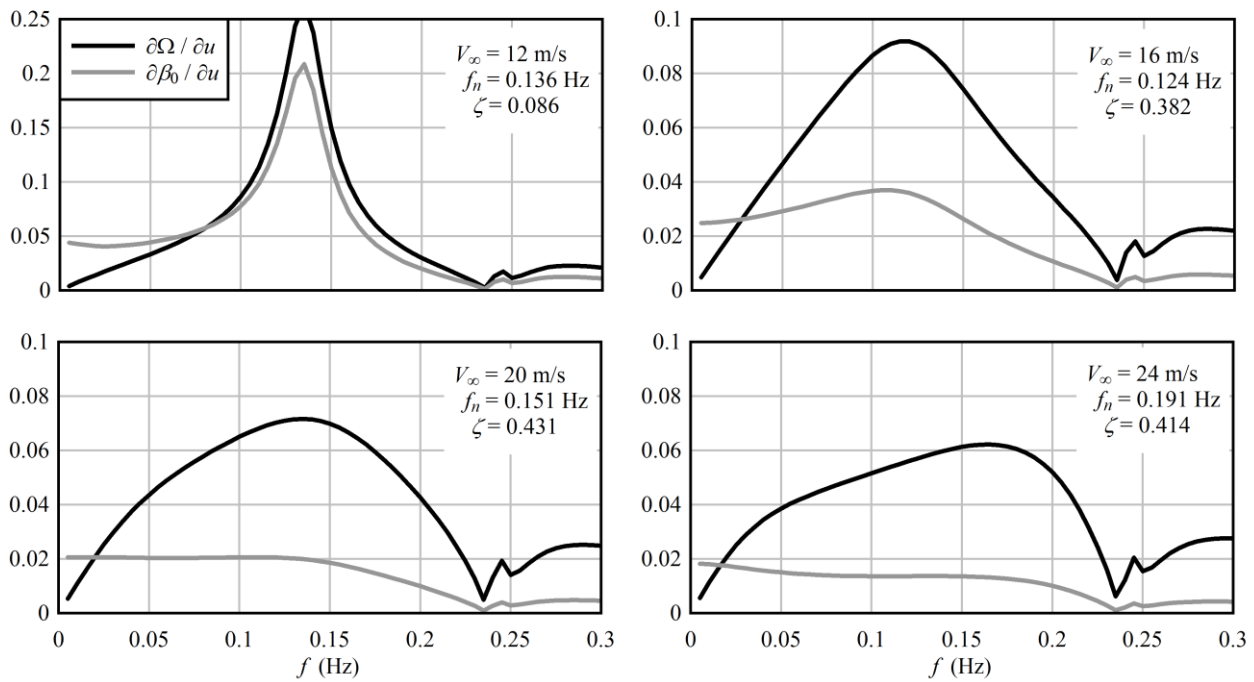 0.25
0.2
0.15
0.1
0.05
0
∂Ω / ∂u
∂β₀ / ∂u
V∞ = 12 m/s
fₙ = 0.136 Hz
ζ = 0.086
0.1
0.08
0.06
0.04
0.02
0
V∞ = 16 m/s
fₙ = 0.124 Hz
ζ = 0.382
0.1
0.08
0.06
0.04
0.02
0
V∞ = 20 m/s
fₙ = 0.151 Hz
ζ = 0.431
0 0.05 0.1 0.15 0.2 0.25 0.3
f (Hz)
0.1
0.08
0.06
0.04
0.02
0
V∞ = 24 m/s
fₙ = 0.191 Hz
ζ = 0.414
0 0.05 0.1 0.15 0.2 0.25 0.3
f (Hz)